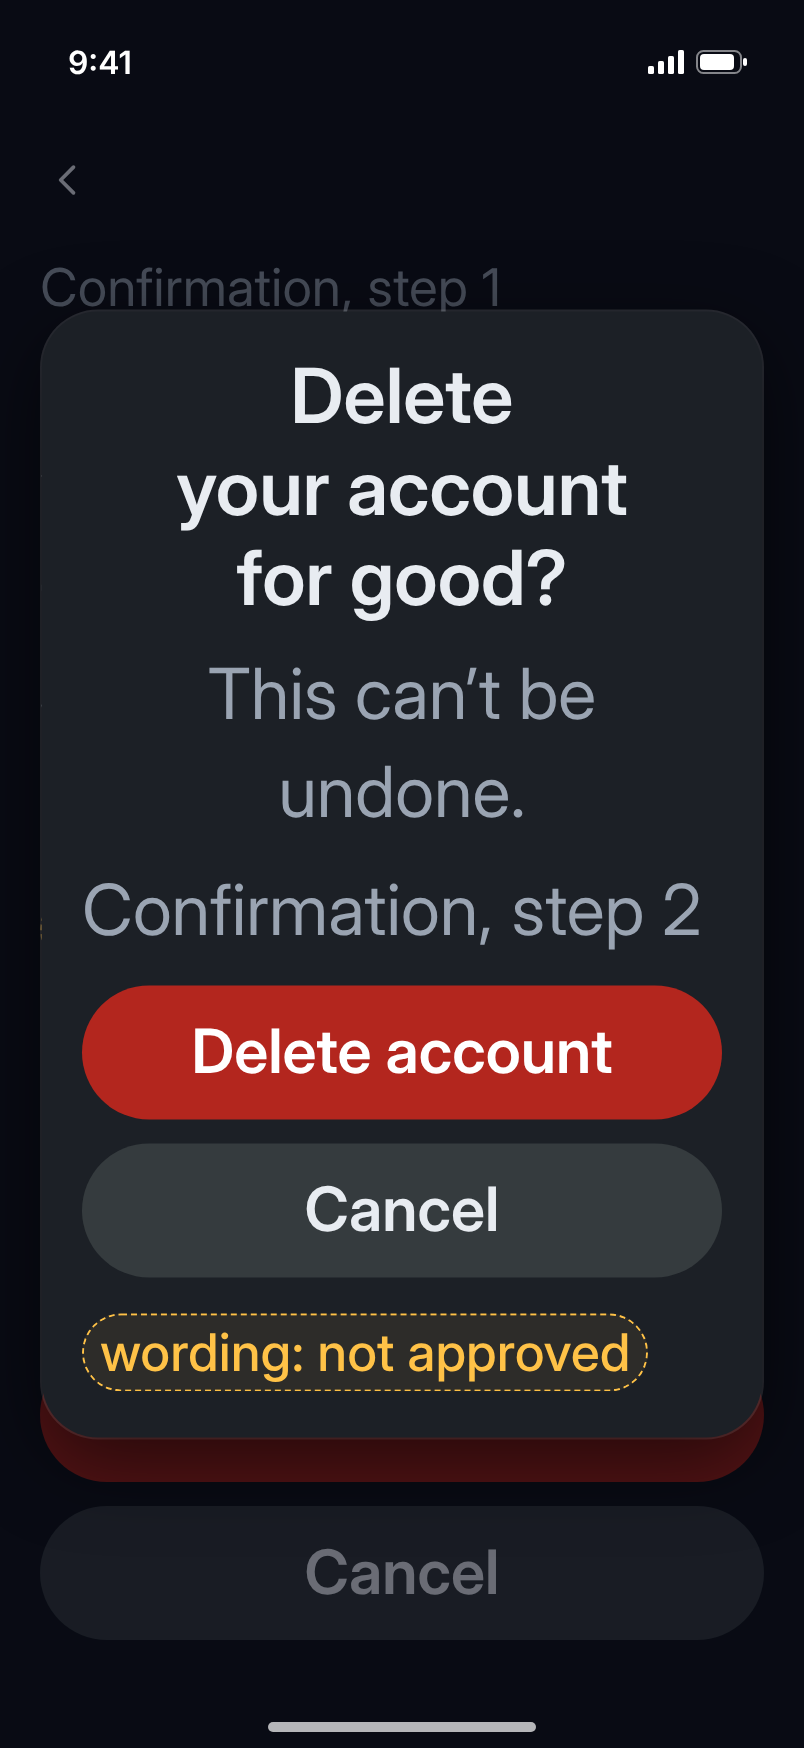 9:41
Confirmation, step 1
Delete
your account
for good?
This can’t be
undone.
Confirmation, step 2
Delete account
Cancel
wording: not approved
Cancel